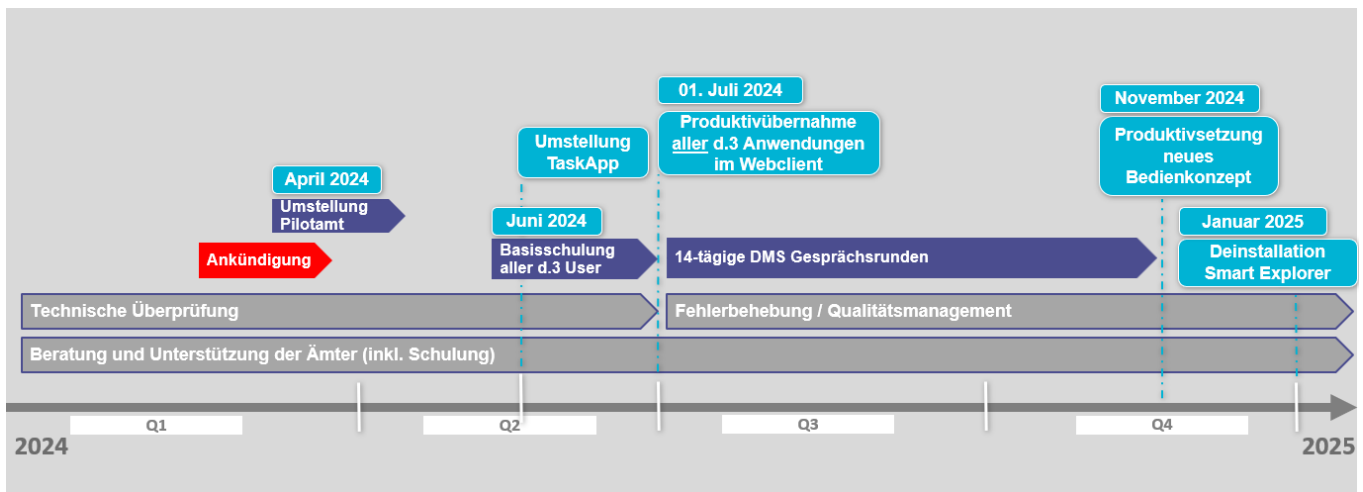 01. Juli 2024
November 2024
Produktivübernahme
aller d.3 Anwendungen
im Webclient
Umstellung
TaskApp
Produktivsetzung
neues
Bedienkonzept
April 2024
Umstellung
Pilotamt
Juni 2024
Januar 2025
Ankündigung
Basisschulung
aller d.3 User
14-tägige DMS Gesprächsrunden
Deinstallation
Smart Explorer
Technische Überprüfung
Fehlerbehebung / Qualitätsmanagement
Beratung und Unterstützung der Ämter (inkl. Schulung)
Q1
Q2
Q3
Q4
2024
2025